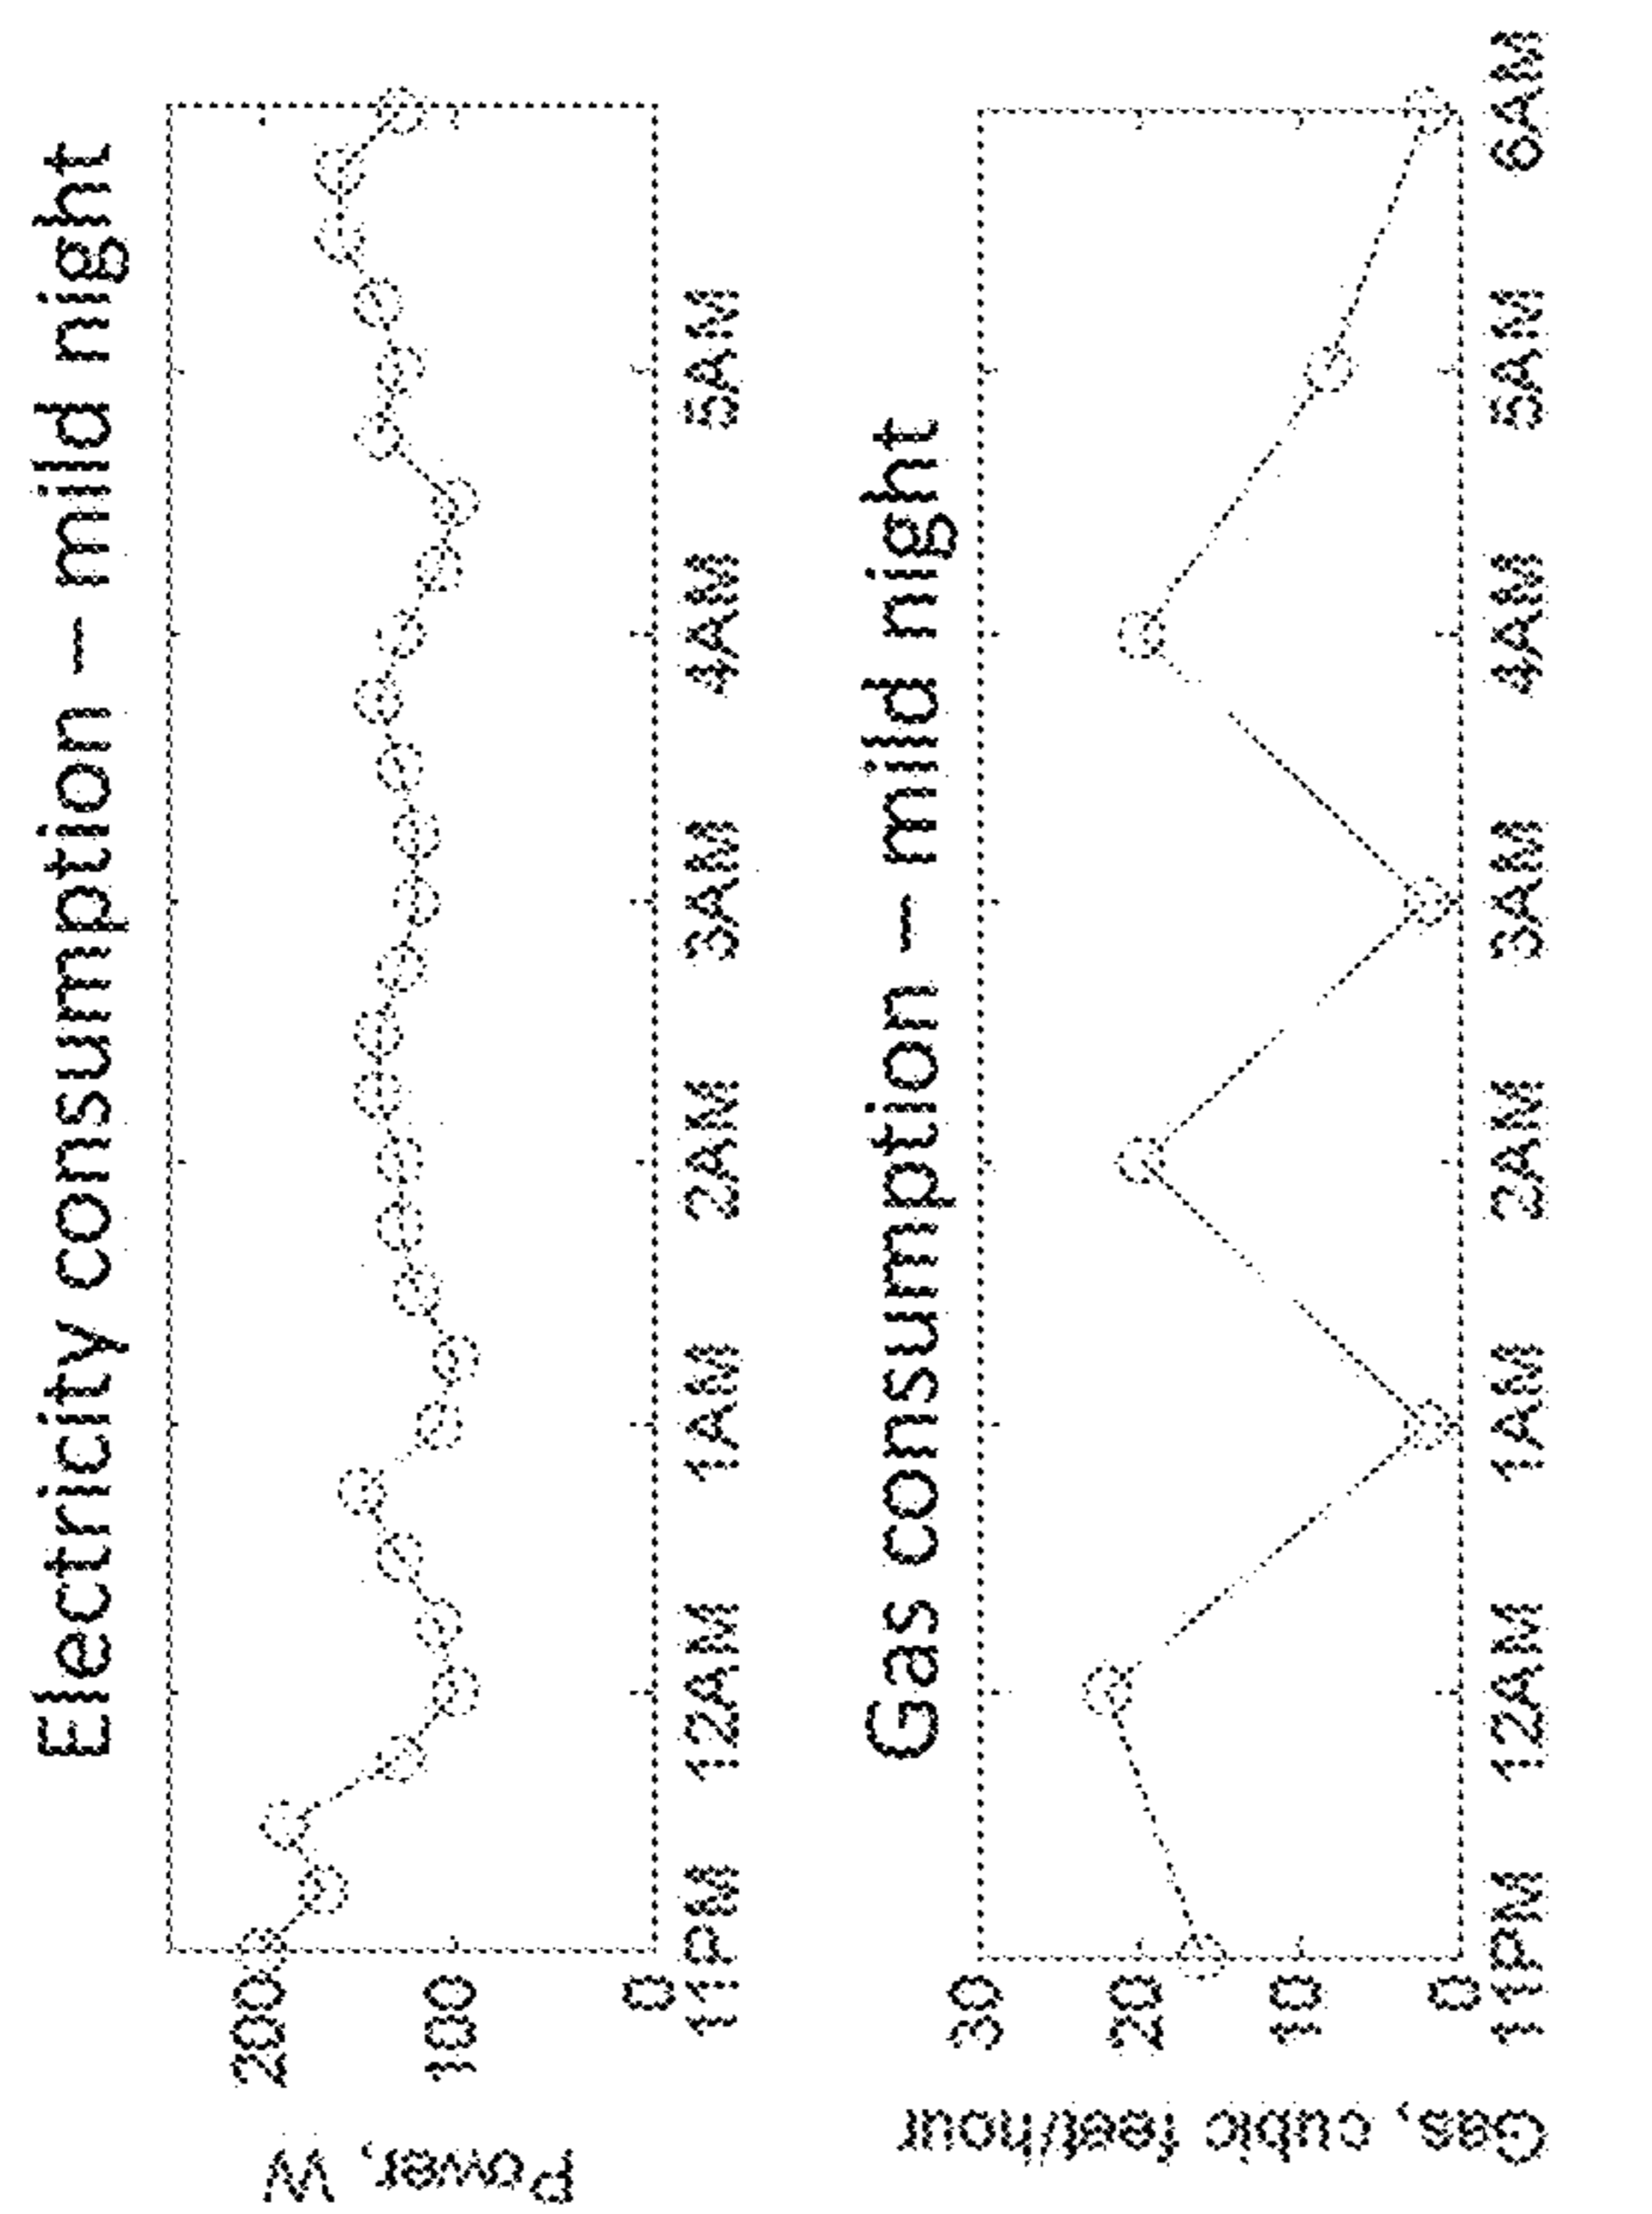 Electricity consumption – mild night
Power, W
200
100
0
11PM 12AM 1AM 2AM 3AM 4AM 5AM
Gas consumption – mild night
Gas, cubic feet/hour
30
20
10
0
11PM 12AM 1AM 2AM 3AM 4AM 5AM 6AM